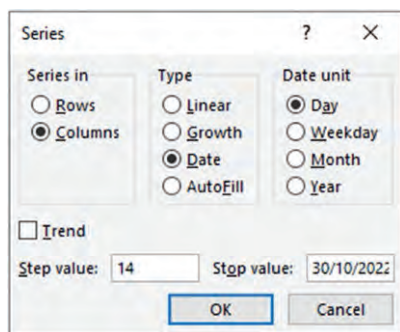 Series ? ×
Series in
Rows
Columns
Type
Linear
Growth
Date
AutoFill
Date unit
Day
Weekday
Month
Year
Trend
Step value: 14 Stop value: 30/10/2022
OK Cancel